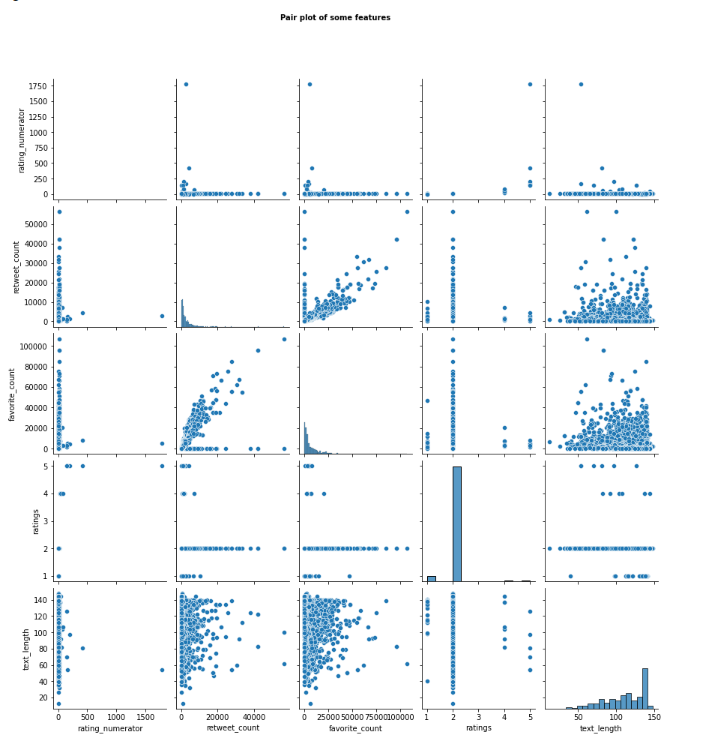 Pair plot of some features
1750
1500
1250
1000
750
500
250
0
rating_numerator
50000
40000
30000
20000
10000
0
retweet_count
100000
80000
60000
40000
20000
0
favorite_count
5
4
3
2
1
ratings
140
120
100
80
60
40
20
text_length
0 500 1000 1500
rating_numerator
0 20000 40000
retweet_count
0 25000 50000 75000 100000
favorite_count
1 2 3 4 5
ratings
50 100 150
text_length